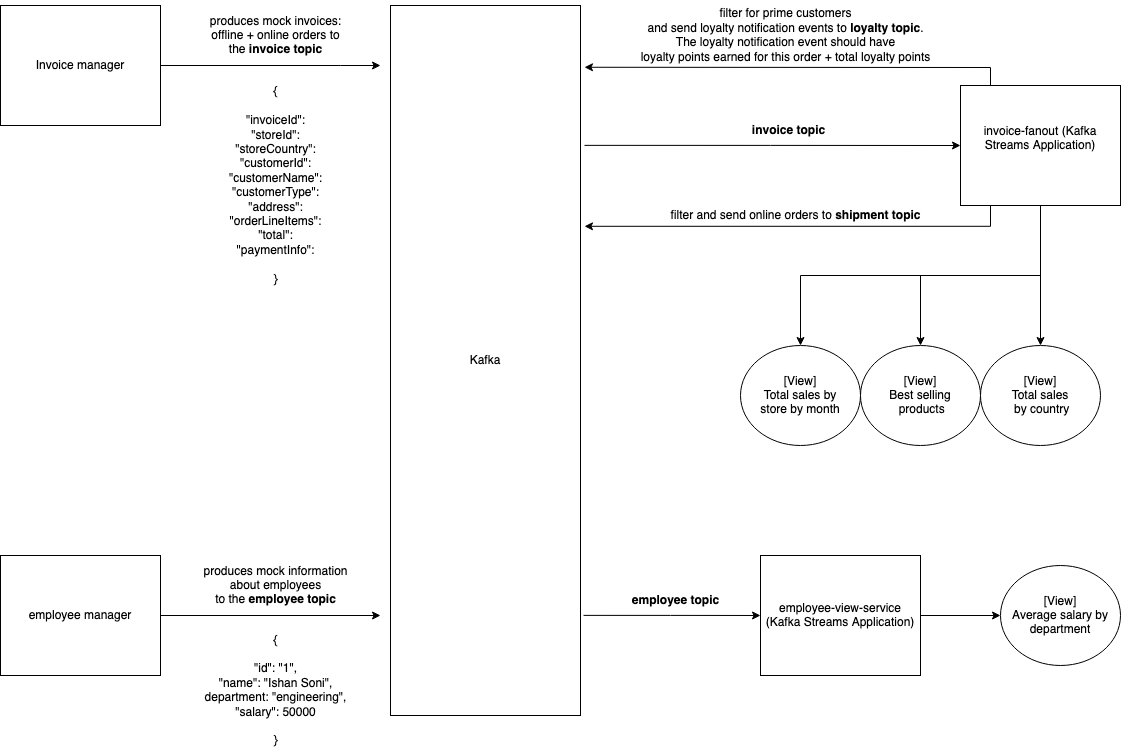 Invoice manager
produces mock invoices:
offline + online orders to
the invoice topic
{
"invoiceId":
"storeId":
"storeCountry":
"customerId":
"customerName":
"customerType":
"address":
"orderLineItems":
"total":
"paymentInfo":
}
Kafka
filter for prime customers
and send loyalty notification events to loyalty topic.
The loyalty notification event should have
loyalty points earned for this order + total loyalty points
invoice topic
invoice-fanout (Kafka
Streams Application)
filter and send online orders to shipment topic
[View]
Total sales by
store by month
[View]
Best selling
products
[View]
Total sales
by country
employee manager
produces mock information
about employees
to the employee topic
{
"id": "1",
"name": "Ishan Soni",
department: "engineering",
"salary": 50000
}
employee topic
employee-view-service
(Kafka Streams Application)
[View]
Average salary by
department